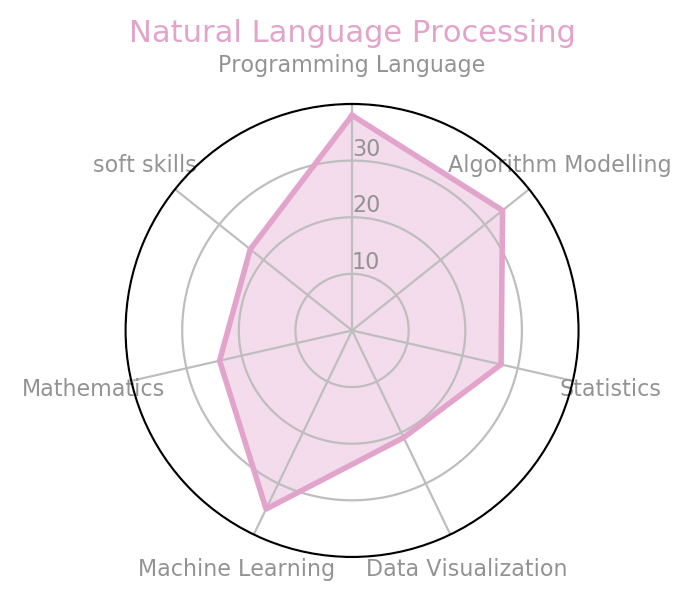 Natural Language Processing
Programming Language
30
soft skills
Algorithm Modelling
20
10
Mathematics
Statistics
Machine Learning
Data Visualization